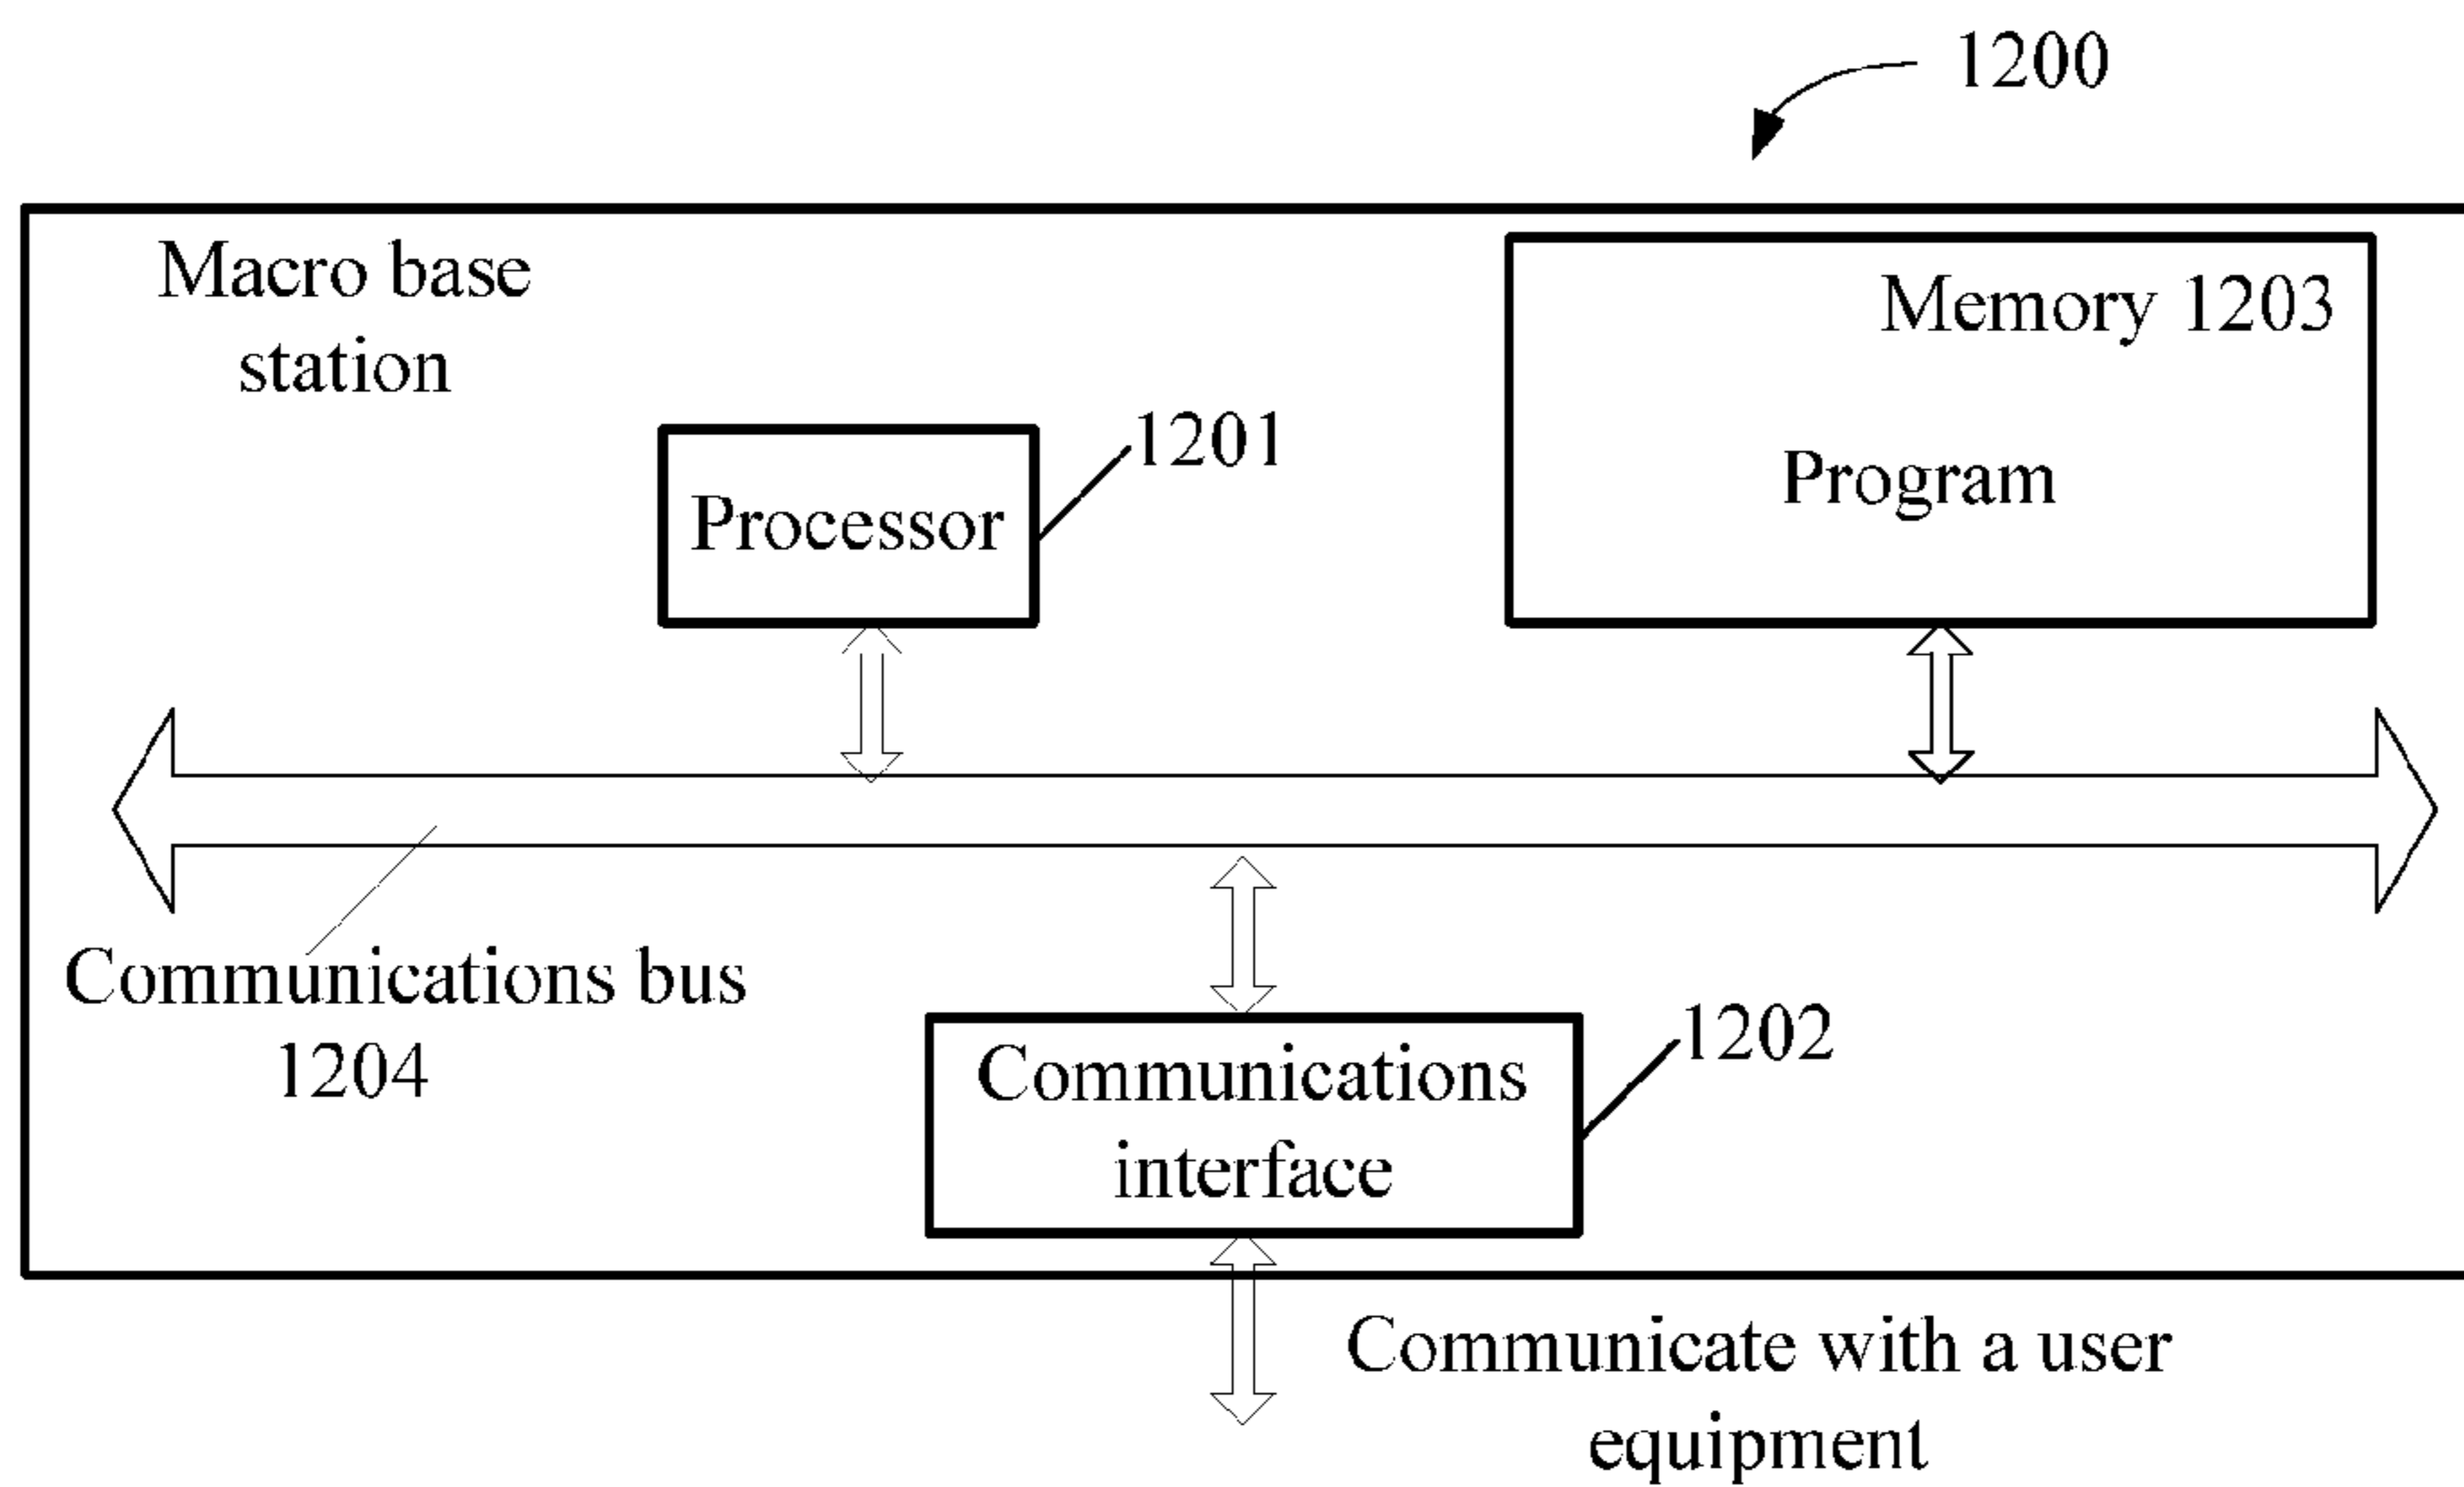 1200
Macro base
station
Memory 1203
Program
1201
Processor
Communications bus
1204
1202
Communications
interface
Communicate with a user
equipment